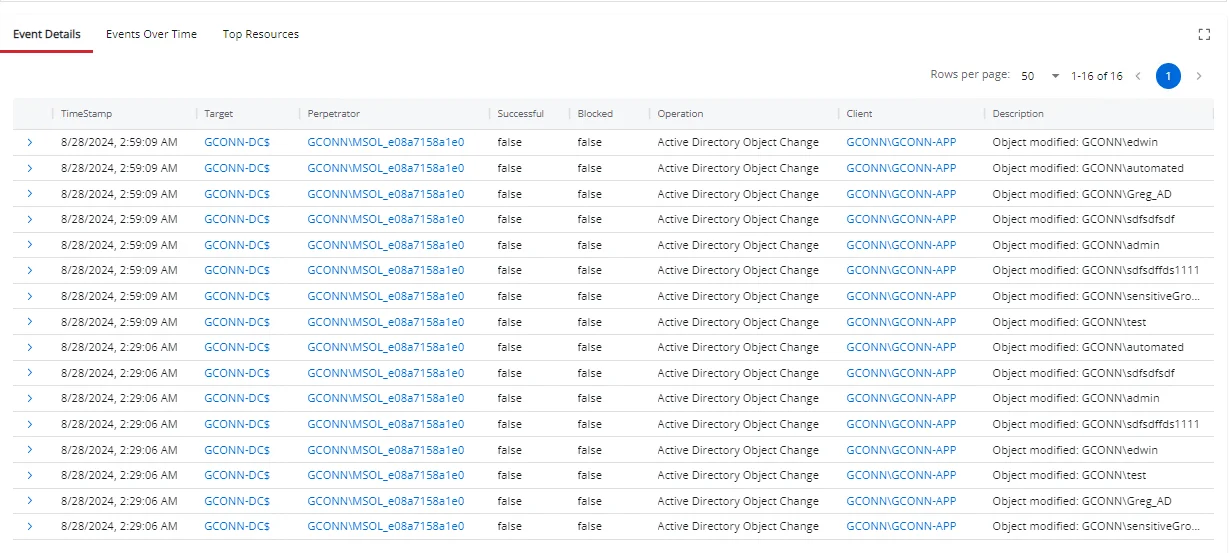 Event Details Events Over Time Top Resources
Rows per page: 50 1-16 of 16 1
TimeStamp Target Perpetrator Successful Blocked Operation Client Description
8/28/2024, 2:59:09 AM GCONN-DC$ GCONN\MSOL_e08a7158a1e0 false false Active Directory Object Change GCONN\GCONN-APP Object modified: GCONN\edwin
8/28/2024, 2:59:09 AM GCONN-DC$ GCONN\MSOL_e08a7158a1e0 false false Active Directory Object Change GCONN\GCONN-APP Object modified: GCONN\automated
8/28/2024, 2:59:09 AM GCONN-DC$ GCONN\MSOL_e08a7158a1e0 false false Active Directory Object Change GCONN\GCONN-APP Object modified: GCONN\Greg_AD
8/28/2024, 2:59:09 AM GCONN-DC$ GCONN\MSOL_e08a7158a1e0 false false Active Directory Object Change GCONN\GCONN-APP Object modified: GCONN\sdfsdfsdf
8/28/2024, 2:59:09 AM GCONN-DC$ GCONN\MSOL_e08a7158a1e0 false false Active Directory Object Change GCONN\GCONN-APP Object modified: GCONN\admin
8/28/2024, 2:59:09 AM GCONN-DC$ GCONN\MSOL_e08a7158a1e0 false false Active Directory Object Change GCONN\GCONN-APP Object modified: GCONN\sdfsdffds1111
8/28/2024, 2:59:09 AM GCONN-DC$ GCONN\MSOL_e08a7158a1e0 false false Active Directory Object Change GCONN\GCONN-APP Object modified: GCONN\sensitiveGro...
8/28/2024, 2:59:09 AM GCONN-DC$ GCONN\MSOL_e08a7158a1e0 false false Active Directory Object Change GCONN\GCONN-APP Object modified: GCONN\test
8/28/2024, 2:29:06 AM GCONN-DC$ GCONN\MSOL_e08a7158a1e0 false false Active Directory Object Change GCONN\GCONN-APP Object modified: GCONN\automated
8/28/2024, 2:29:06 AM GCONN-DC$ GCONN\MSOL_e08a7158a1e0 false false Active Directory Object Change GCONN\GCONN-APP Object modified: GCONN\sdfsdfsdf
8/28/2024, 2:29:06 AM GCONN-DC$ GCONN\MSOL_e08a7158a1e0 false false Active Directory Object Change GCONN\GCONN-APP Object modified: GCONN\admin
8/28/2024, 2:29:06 AM GCONN-DC$ GCONN\MSOL_e08a7158a1e0 false false Active Directory Object Change GCONN\GCONN-APP Object modified: GCONN\sdfsdffds1111
8/28/2024, 2:29:06 AM GCONN-DC$ GCONN\MSOL_e08a7158a1e0 false false Active Directory Object Change GCONN\GCONN-APP Object modified: GCONN\edwin
8/28/2024, 2:29:06 AM GCONN-DC$ GCONN\MSOL_e08a7158a1e0 false false Active Directory Object Change GCONN\GCONN-APP Object modified: GCONN\test
8/28/2024, 2:29:06 AM GCONN-DC$ GCONN\MSOL_e08a7158a1e0 false false Active Directory Object Change GCONN\GCONN-APP Object modified: GCONN\Greg_AD
8/28/2024, 2:29:06 AM GCONN-DC$ GCONN\MSOL_e08a7158a1e0 false false Active Directory Object Change GCONN\GCONN-APP Object modified: GCONN\sensitiveGro...